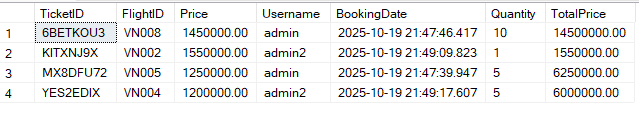 TicketID FlightID Price Username BookingDate Quantity TotalPrice
1 6BETKOU3 VN008 1450000.00 admin 2025-10-19 21:47:46.417 10 14500000.00
2 KITXNJ9X VN002 1550000.00 admin2 2025-10-19 21:49:09.823 1 1550000.00
3 MX8DFU72 VN005 1250000.00 admin 2025-10-19 21:47:39.947 5 6250000.00
4 YES2EDIX VN004 1200000.00 admin2 2025-10-19 21:49:17.607 5 6000000.00